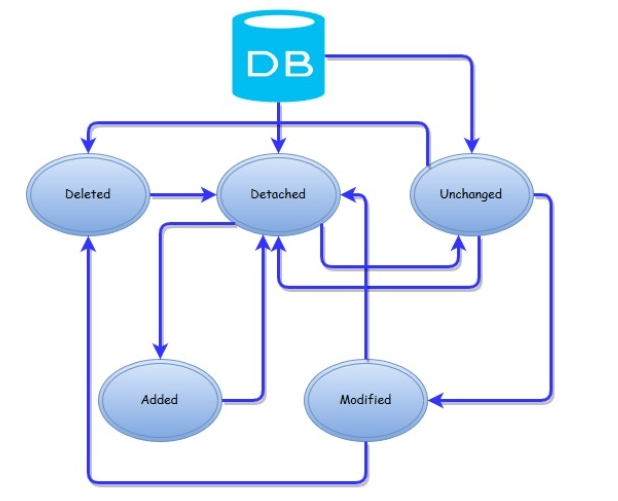 DB
Deleted
Detached
Unchanged
Added
Modified